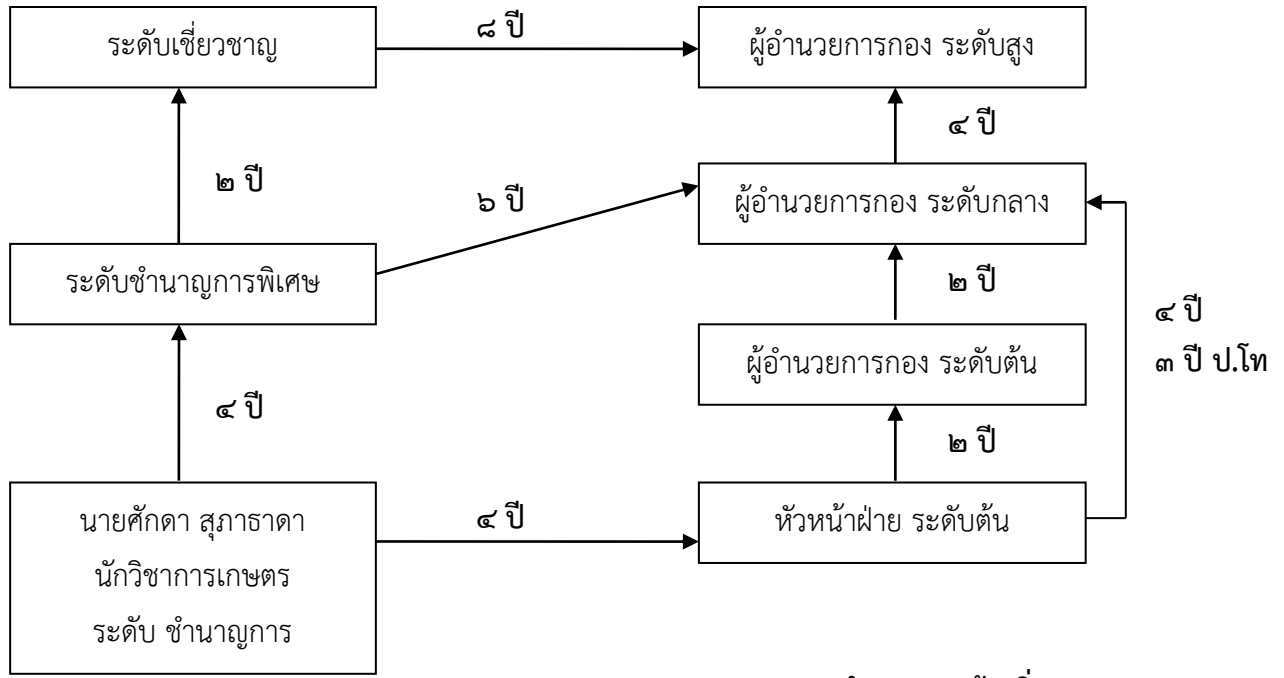 ระดับเชี่ยวชาญ
๘ ปี
ผู้อำนวยการกอง ระดับสูง
๒ ปี
๔ ปี
๖ ปี
ผู้อำนวยการกอง ระดับกลาง
ระดับชำนาญการพิเศษ
๒ ปี
๔ ปี
๓ ปี ป.โท
ผู้อำนวยการกอง ระดับต้น
๔ ปี
๒ ปี
นายศักดา สุภาธาดา
นักวิชาการเกษตร
ระดับ ชำนาญการ
๔ ปี
หัวหน้าฝ่าย ระดับต้น